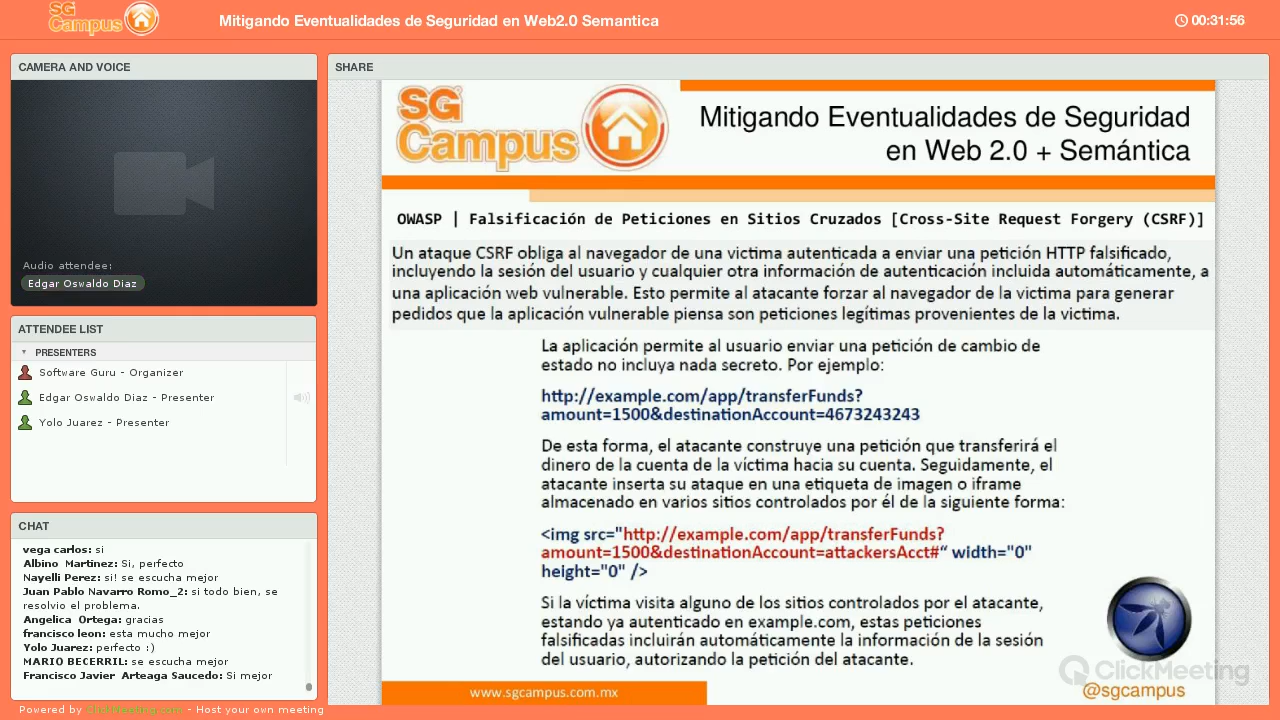 SG Campus
Mitigando Eventualidades de Seguridad en Web2.0 Semantica
00:31:56
CAMERA AND VOICE
Audio attendee:
Edgar Oswaldo Diaz
ATTENDEE LIST
PRESENTERS
Software Guru - Organizer
Edgar Oswaldo Diaz - Presenter
Yolo Juarez - Presenter
CHAT
vega carlos: si
Albino Martinez: Si, perfecto
Nayelli Perez: si! se escucha mejor
Juan Pablo Navarro Romo_2: si todo bien, se
resolvio el problema.
Angelica Ortega: gracias
francisco leon: esta mucho mejor
Yolo Juarez: perfecto :)
MARIO BECERRIL: se escucha mejor
Francisco Javier Arteaga Saucedo: Si mejor
Powered by ClickMeeting.com - Host your own meeting
SHARE
SG
Campus
Mitigando Eventualidades de Seguridad
en Web 2.0 + Semántica
OWASP | Falsificación de Peticiones en Sitios Cruzados [Cross-Site Request Forgery (CSRF)]
Un ataque CSRF obliga al navegador de una victima autenticada a enviar una petición HTTP falsificado,
incluyendo la sesión del usuario y cualquier otra información de autenticación incluida automáticamente, a
una aplicación web vulnerable. Esto permite al atacante forzar al navegador de la victima para generar
pedidos que la aplicación vulnerable piensa son peticiones legítimas provenientes de la victima.
La aplicación permite al usuario enviar una petición de cambio de
estado no incluya nada secreto. Por ejemplo:
http://example.com/app/transferFunds?
amount=1500&destinationAccount=4673243243
De esta forma, el atacante construye una petición que transferirá el
dinero de la cuenta de la víctima hacia su cuenta. Seguidamente, el
atacante inserta su ataque en una etiqueta de imagen o iframe
almacenado en varios sitios controlados por él de la siguiente forma:
<img src="http://example.com/app/transferFunds?
amount=1500&destinationAccount=attackersAcct#“ width="0"
height="0" />
Si la víctima visita alguno de los sitios controlados por el atacante,
estando ya autenticado en example.com, estas peticiones
falsificadas incluirán automáticamente la información de la sesión
del usuario, autorizando la petición del atacante.
ClickMeeting
www.sgcampus.com.mx
@sgcampus